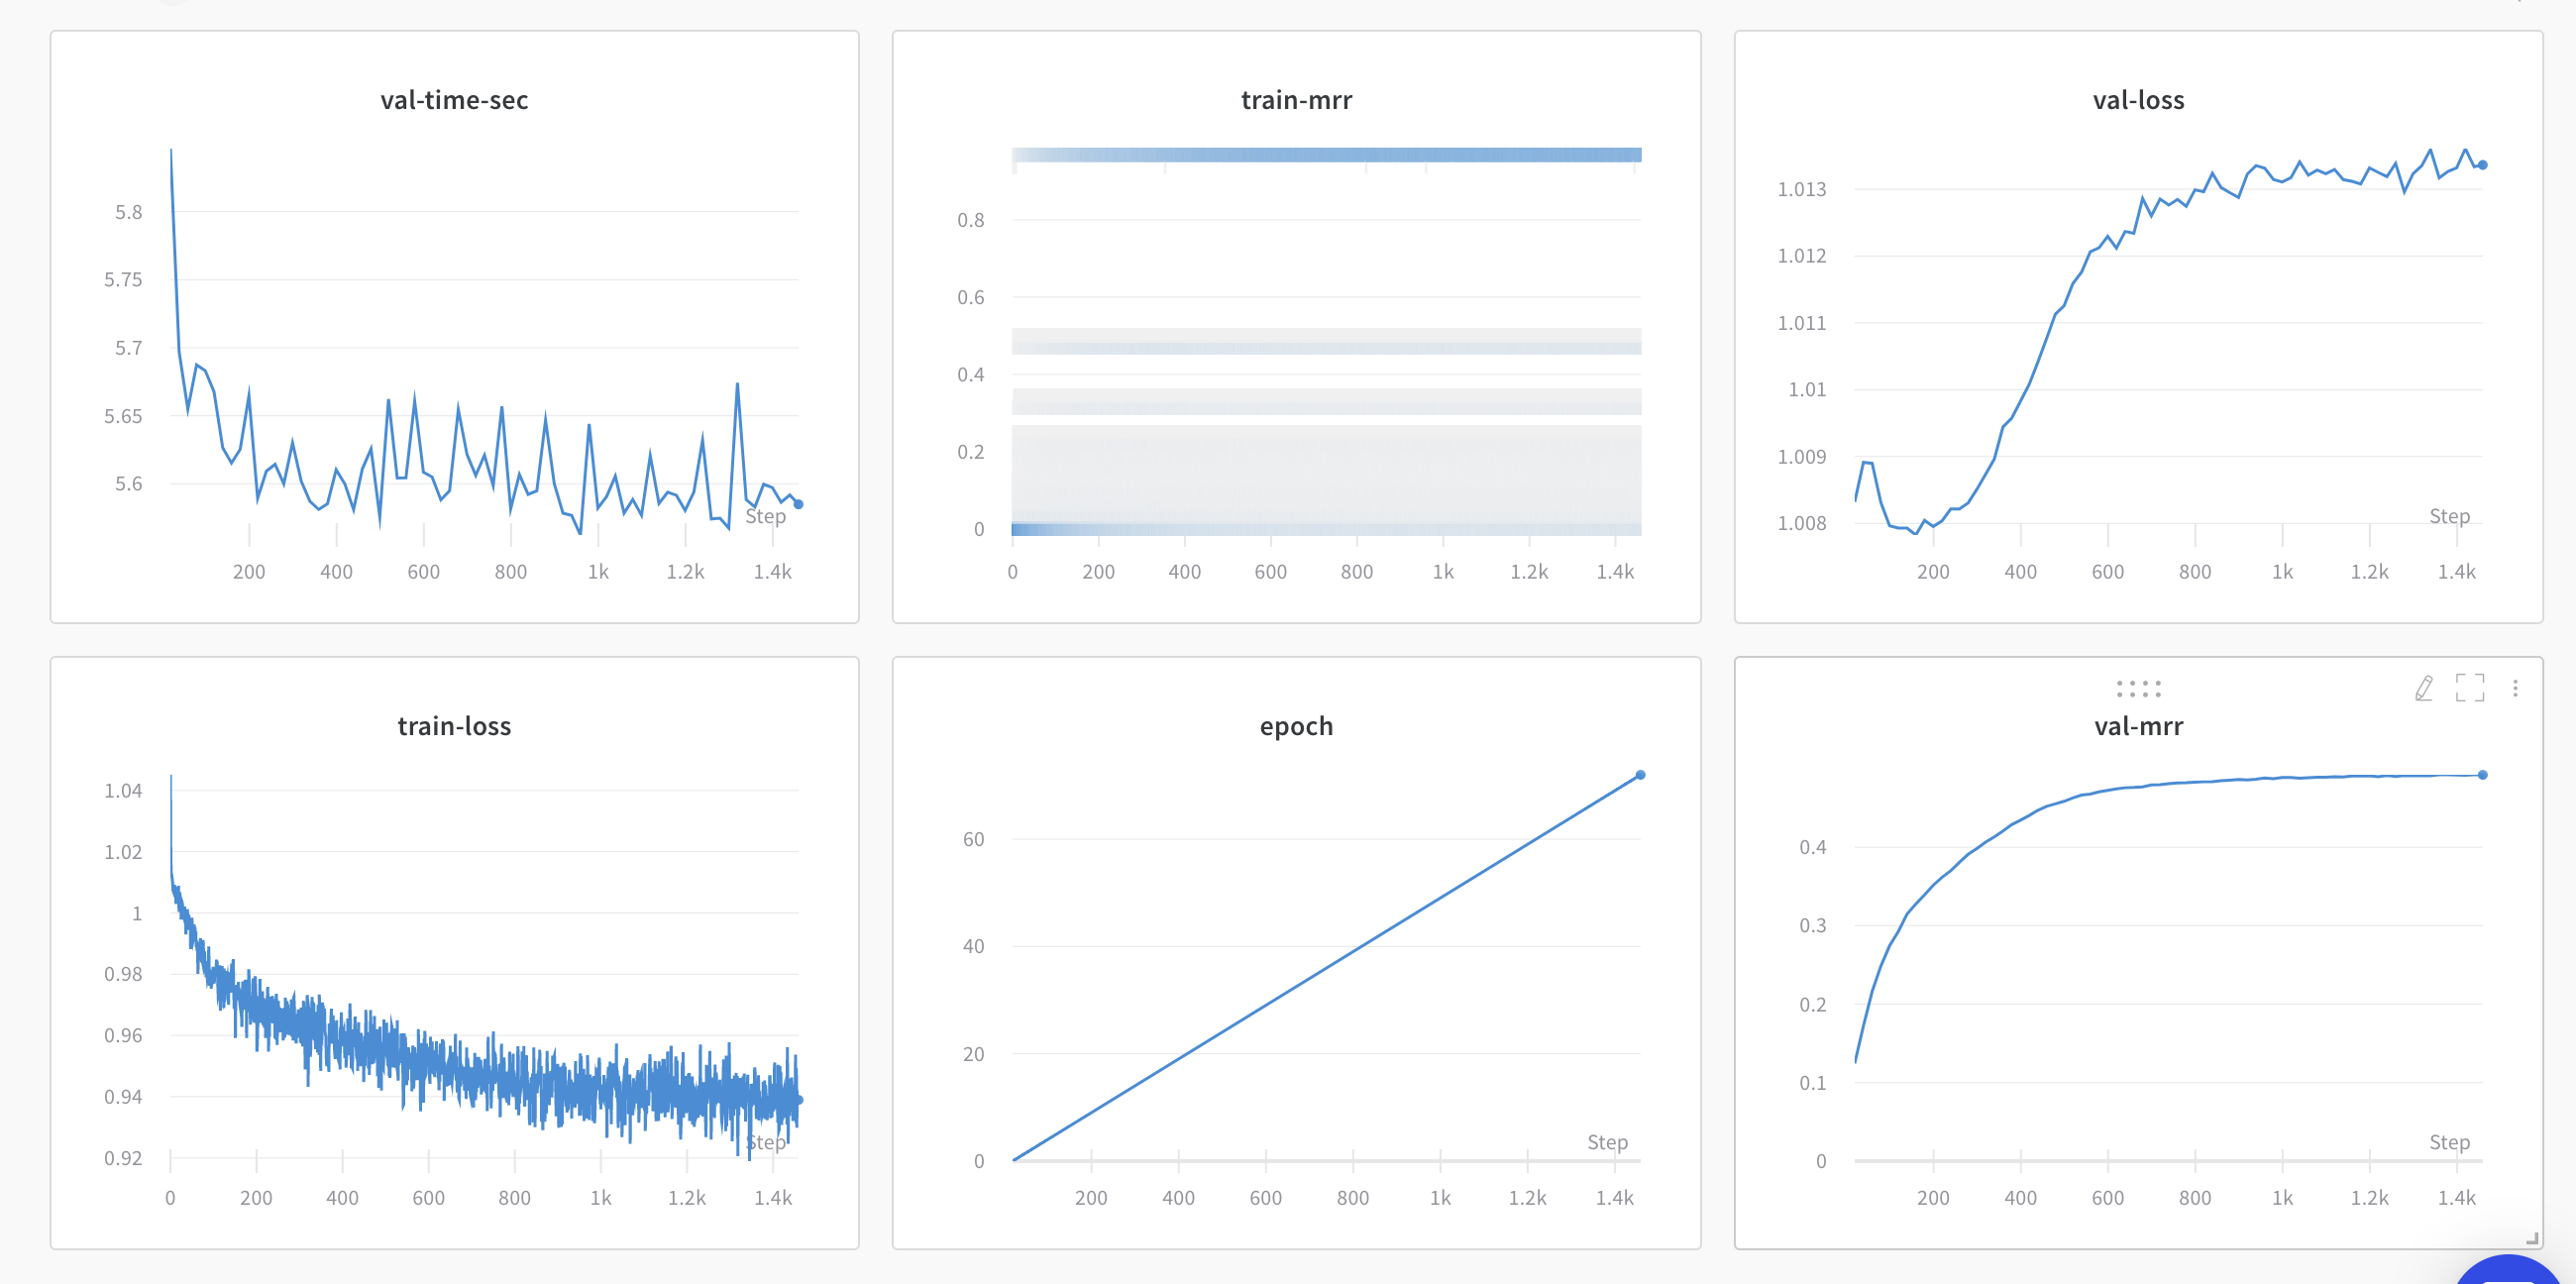 val-time-sec
5.8
5.75
5.7
5.65
5.6
Step
200 400 600 800 1k 1.2k 1.4k
train-mrr
0.8
0.6
0.4
0.2
0
0 200 400 600 800 1k 1.2k 1.4k
val-loss
1.013
1.012
1.011
1.01
1.009
1.008
Step
200 400 600 800 1k 1.2k 1.4k
train-loss
1.04
1.02
1
0.98
0.96
0.94
0.92
Step
0 200 400 600 800 1k 1.2k 1.4k
epoch
60
40
20
0
Step
200 400 600 800 1k 1.2k 1.4k
val-mrr
0.4
0.3
0.2
0.1
0
Step
200 400 600 800 1k 1.2k 1.4k